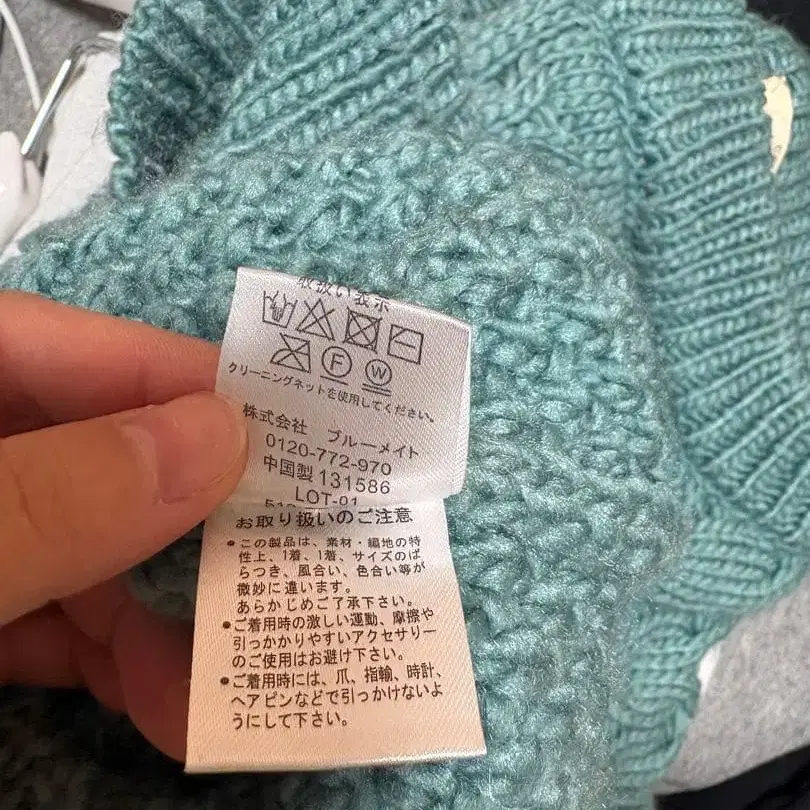 取扱い表示
F W
クリーニングネットを使用してください。
株式会社 ブルーメイト
0120-772-970
中国製 131586
LOT-01
お取り扱いのご注意
●この製品は、素材・編地の特
性上、1着、1着、サイズのば
らつき、風合い、色合い等が
微妙に違います。
あらかじめご了承下さい。
●ご着用時の激しい運動、摩擦や
引っかかりやすいアクセサリー
のご使用はお避け下さい。
●ご着用時には、爪、指輪、時計、
ヘアピンなどで引っかけないよ
うにして下さい。